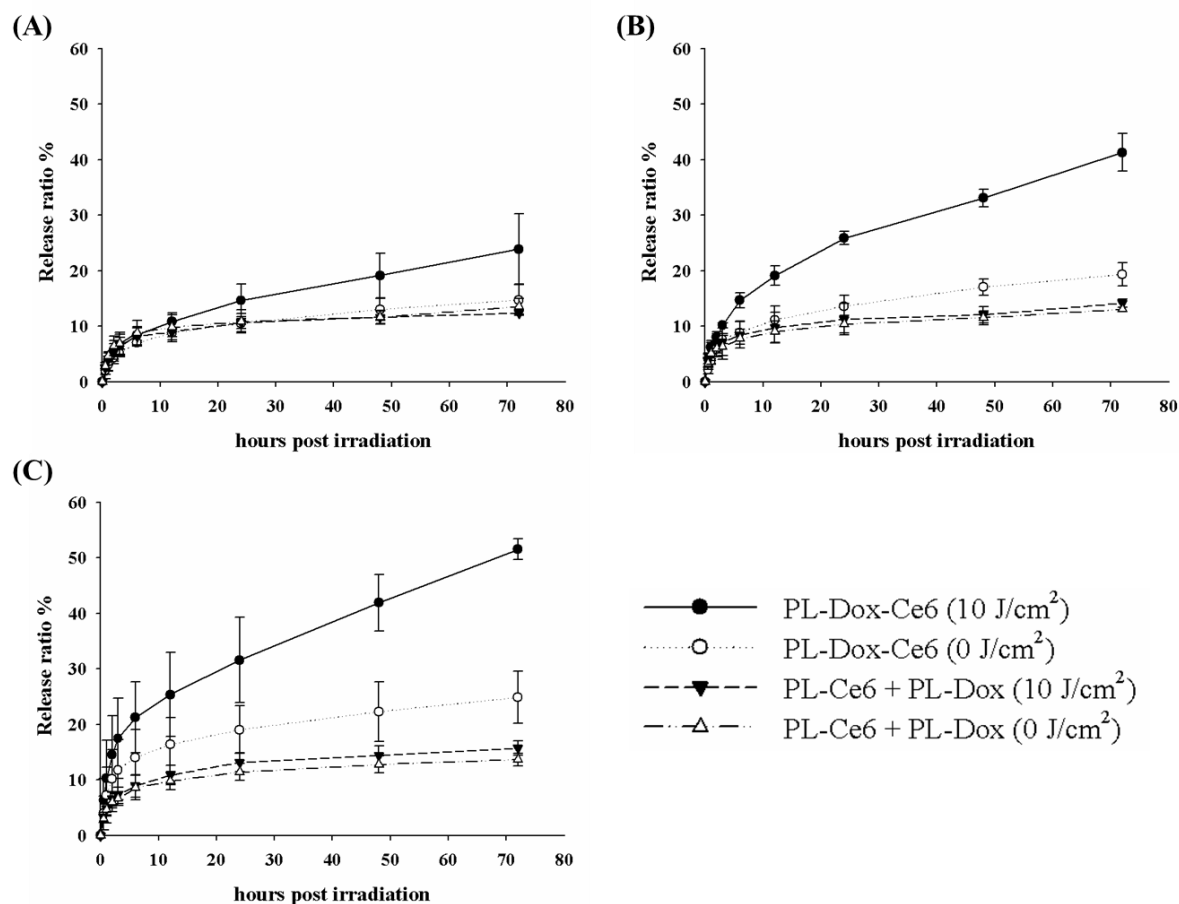 (A)
60
50
40
30
20
10
0
Release ratio %
0 10 20 30 40 50 60 70 80
hours post irradiation
(B)
60
50
40
30
20
10
0
Release ratio %
0 10 20 30 40 50 60 70 80
hours post irradiation
(C)
60
50
40
30
20
10
0
Release ratio %
0 10 20 30 40 50 60 70 80
hours post irradiation
PL-Dox-Ce6 (10 J/cm²)
PL-Dox-Ce6 (0 J/cm²)
PL-Ce6 + PL-Dox (10 J/cm²)
PL-Ce6 + PL-Dox (0 J/cm²)